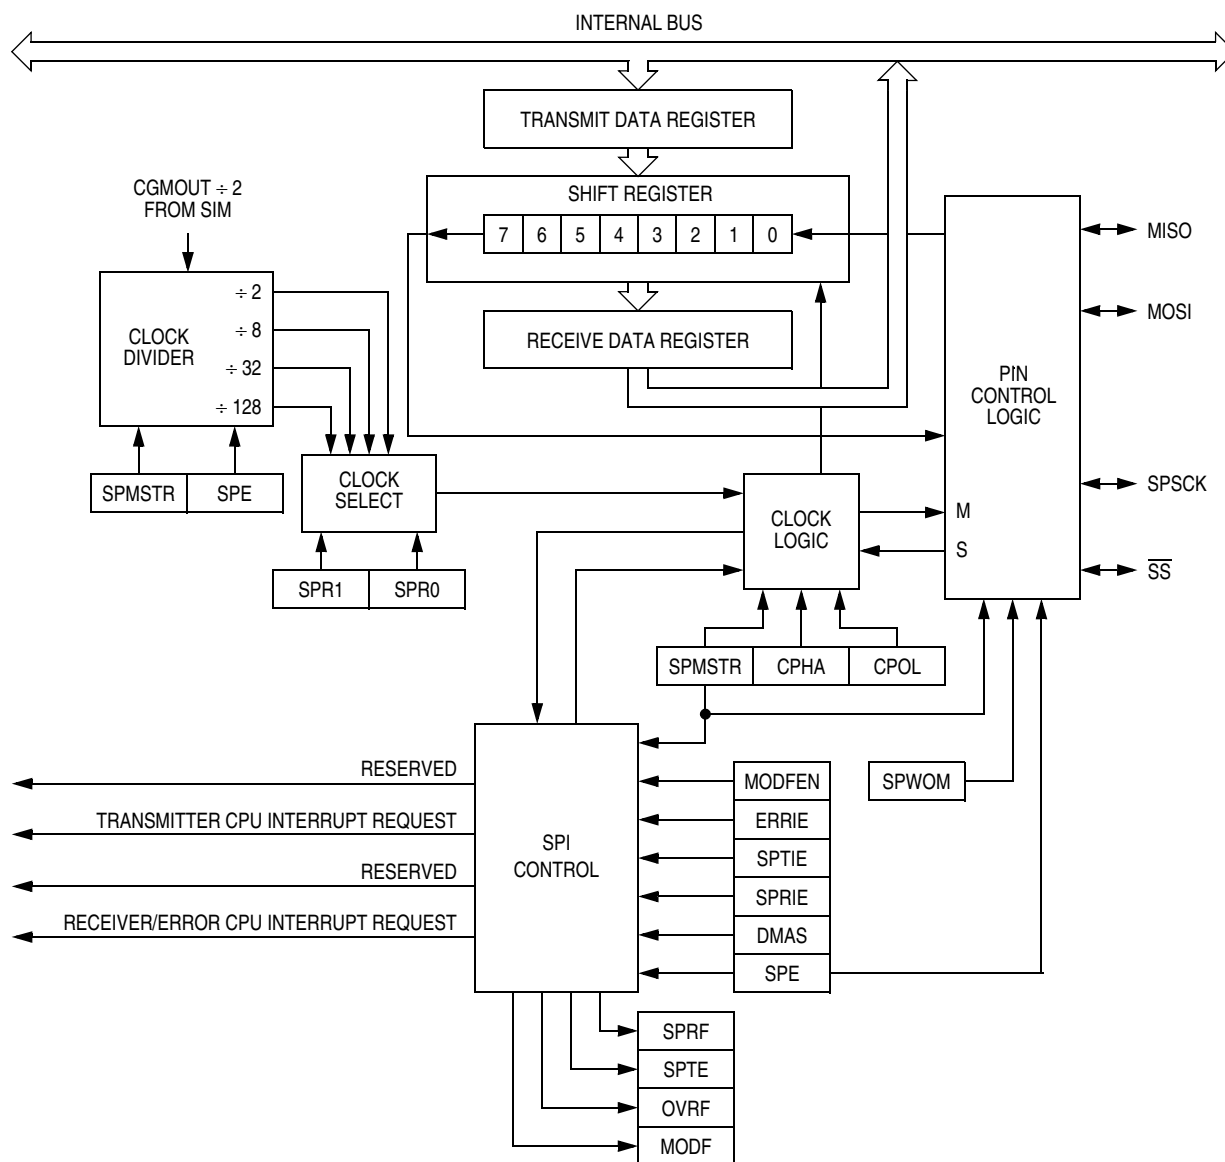 INTERNAL BUS
TRANSMIT DATA REGISTER
CGMOUT ÷ 2
FROM SIM
SHIFT REGISTER
7 6 5 4 3 2 1 0
MISO
÷ 2
CLOCK
DIVIDER
÷ 8
÷ 32
÷ 128
RECEIVE DATA REGISTER
MOSI
PIN
CONTROL
LOGIC
SPMSTR SPE
CLOCK
SELECT
SPSCK
CLOCK
LOGIC
M
S
SS
SPR1 SPR0
SPMSTR CPHA CPOL
RESERVED
TRANSMITTER CPU INTERRUPT REQUEST
RESERVED
RECEIVER/ERROR CPU INTERRUPT REQUEST
SPI
CONTROL
MODFEN
ERRIE
SPTIE
SPRIE
DMAS
SPE
SPWOM
SPRF
SPTE
OVRF
MODF